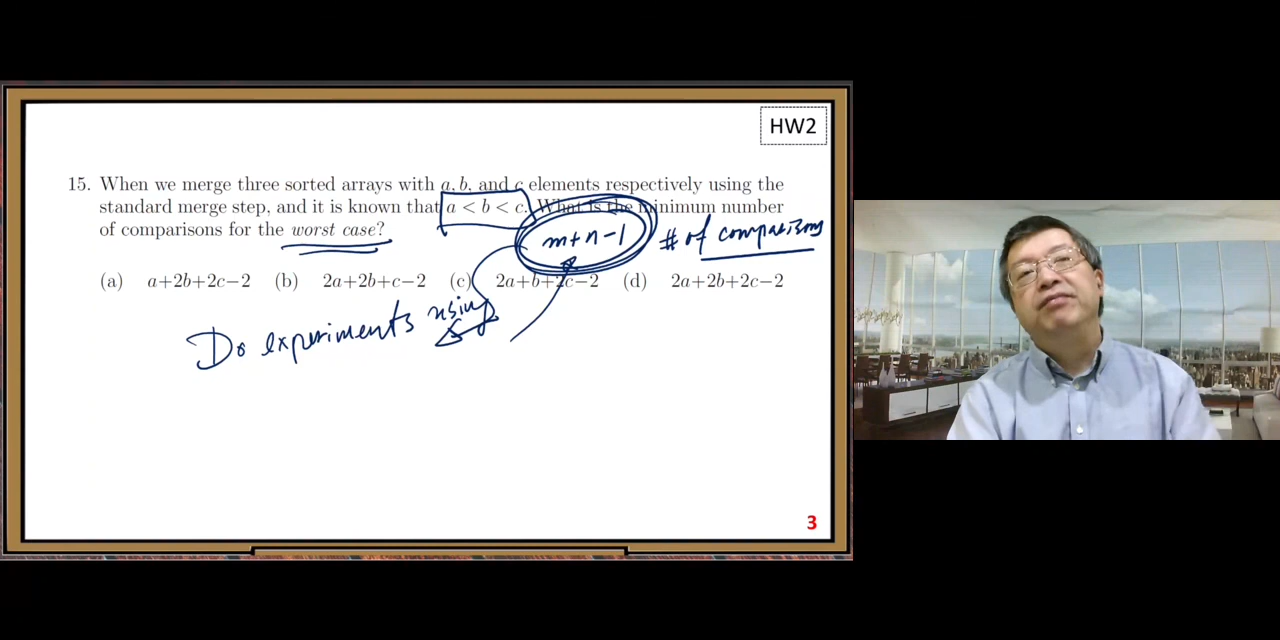 HW2
15. When we merge three sorted arrays with a, b, and c elements respectively using the
standard merge step, and it is known that a < b < c. What is the minimum number
of comparisons for the worst case?
m+n-1
# of comparisons
(a) a+2b+2c−2 (b) 2a+2b+c−2 (c) 2a+b+2c−2 (d) 2a+2b+2c−2
Do experiments using
3